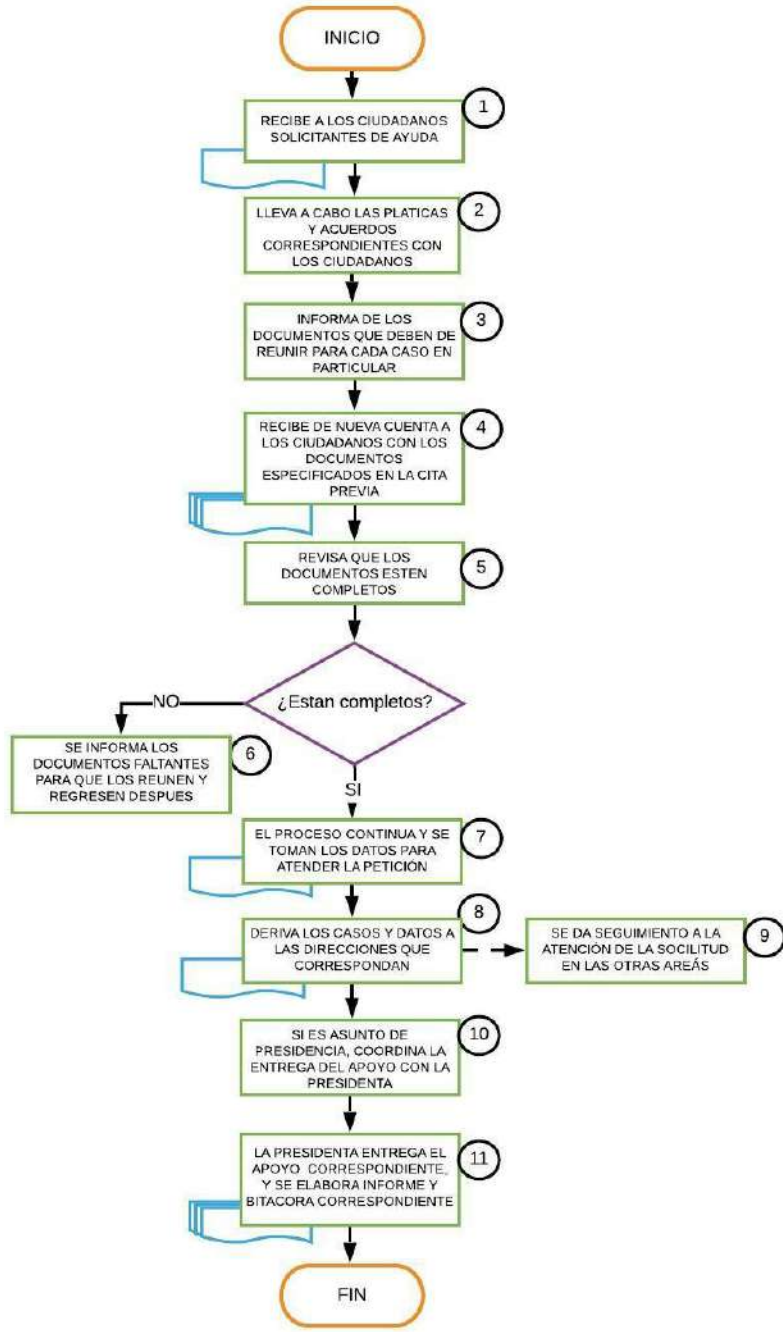 INICIO
1
RECIBE A LOS CIUDADANOS
SOLICITANTES DE AYUDA
2
LLEVA A CABO LAS PLATICAS
Y ACUERDOS
CORRESPONDIENTES CON
LOS CIUDADANOS
3
INFORMA DE LOS
DOCUMENTOS QUE DEBEN DE
REUNIR PARA CADA CASO EN
PARTICULAR
4
RECIBE DE NUEVA CUENTA A
LOS CIUDADANOS CON LOS
DOCUMENTOS
ESPECIFICADOS EN LA CITA
PREVIA
5
REVISA QUE LOS
DOCUMENTOS ESTEN
COMPLETOS
¿Estan completos?
NO
6
SE INFORMA LOS
DOCUMENTOS FALTANTES
PARA QUE LOS REUNEN Y
REGRESEN DESPUES
SI
7
EL PROCESO CONTINUA Y SE
TOMAN LOS DATOS PARA
ATENDER LA PETICIÓN
8
DERIVA LOS CASOS Y DATOS A
LAS DIRECCIONES QUE
CORRESPONDAN
9
SE DA SEGUIMIENTO A LA
ATENCIÓN DE LA SOCILITUD
EN LAS OTRAS AREÁS
10
SI ES ASUNTO DE
PRESIDENCIA, COORDINA LA
ENTREGA DEL APOYO CON LA
PRESIDENTA
11
LA PRESIDENTA ENTREGA EL
APOYO CORRESPONDIENTE,
Y SE ELABORA INFORME Y
BITACORA CORRESPONDIENTE
FIN